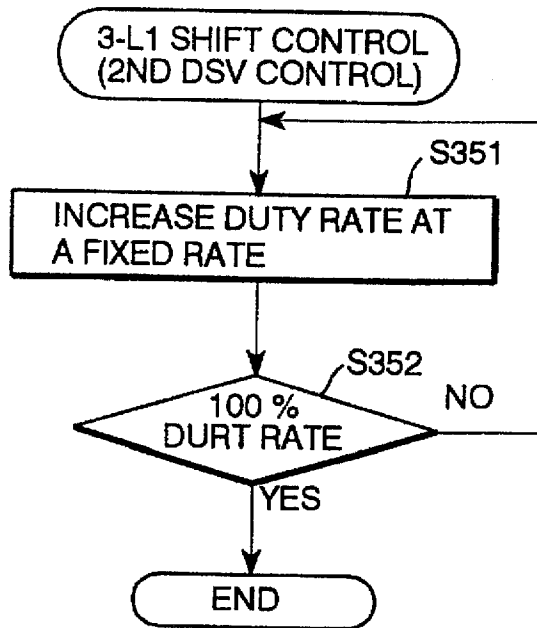 3-L1 SHIFT CONTROL
(2ND DSV CONTROL)
S351
INCREASE DUTY RATE AT
A FIXED RATE
S352
100 %
DURT RATE
NO
YES
END